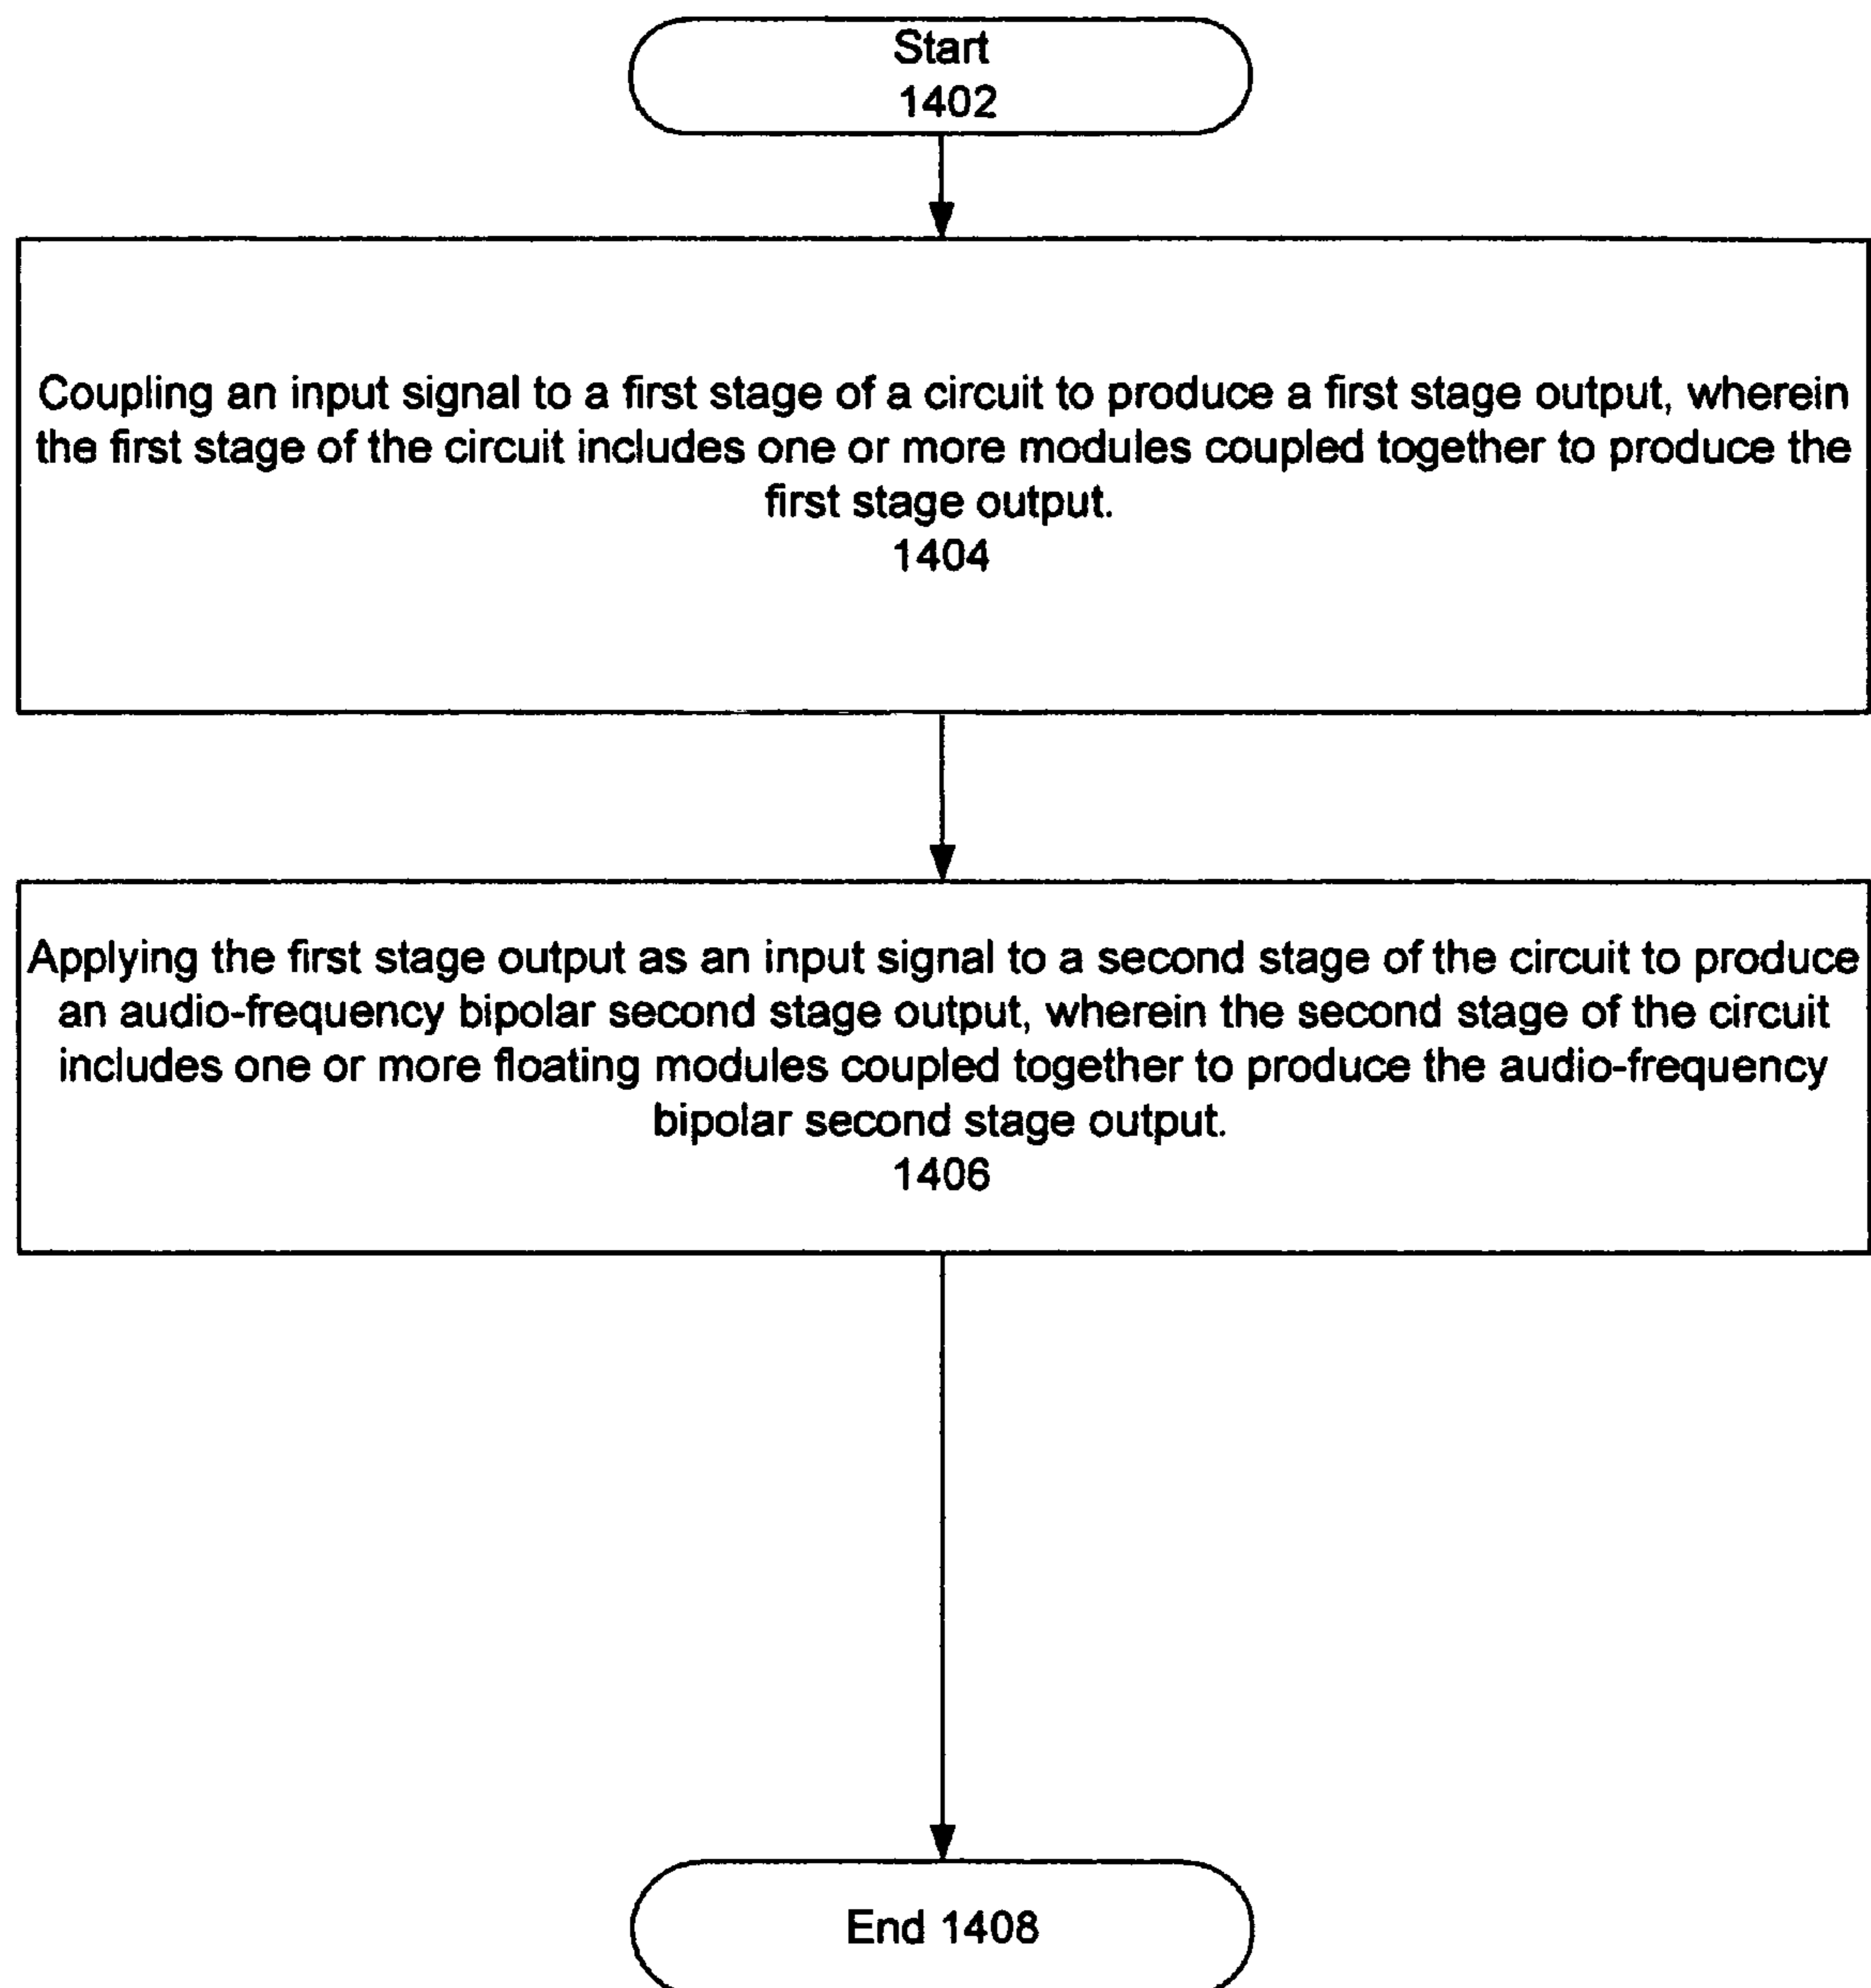 Start
1402
Coupling an input signal to a first stage of a circuit to produce a first stage output, wherein
the first stage of the circuit includes one or more modules coupled together to produce the
first stage output.
1404
Applying the first stage output as an input signal to a second stage of the circuit to produce
an audio-frequency bipolar second stage output, wherein the second stage of the circuit
includes one or more floating modules coupled together to produce the audio-frequency
bipolar second stage output.
1406
End 1408